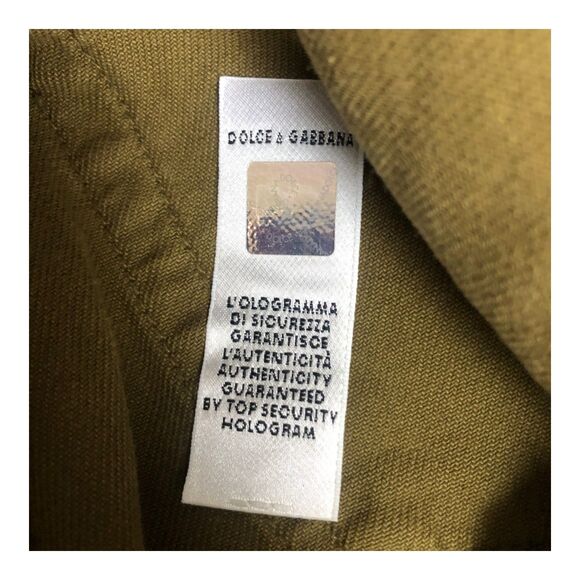 DOLCE & GABBANA
L'OLOGRAMMA
DI SICUREZZA
GARANTISCE
L'AUTENTICITÀ
AUTHENTICITY
GUARANTEED
BY TOP SECURITY
HOLOGRAM